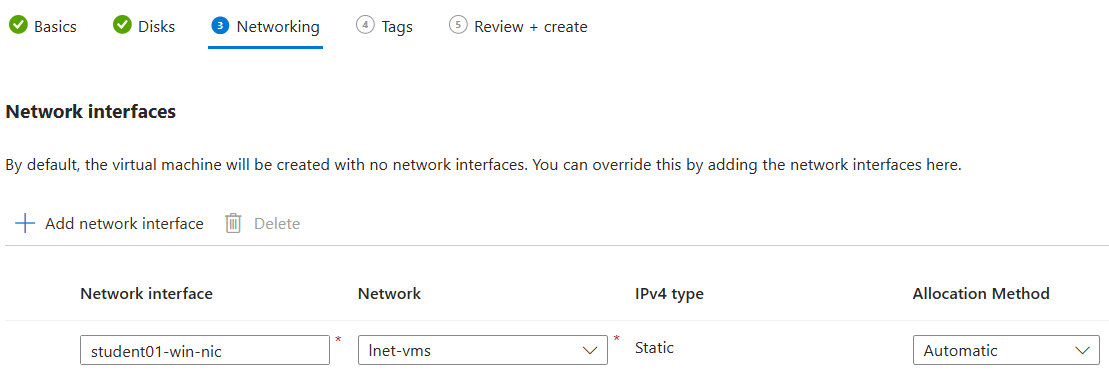 Basics Disks 3 Networking 4 Tags 5 Review + create
Network interfaces
By default, the virtual machine will be created with no network interfaces. You can override this by adding the network interfaces here.
Add network interface Delete
Network interface Network IPv4 type Allocation Method
student01-win-nic * lnet-vms * Static Automatic